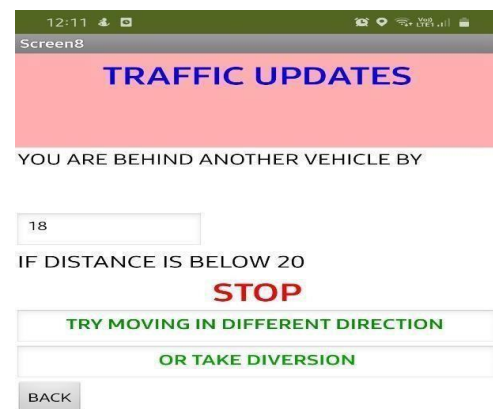 12:11
Screen8
TRAFFIC UPDATES
YOU ARE BEHIND ANOTHER VEHICLE BY
18
IF DISTANCE IS BELOW 20
STOP
TRY MOVING IN DIFFERENT DIRECTION
OR TAKE DIVERSION
BACK